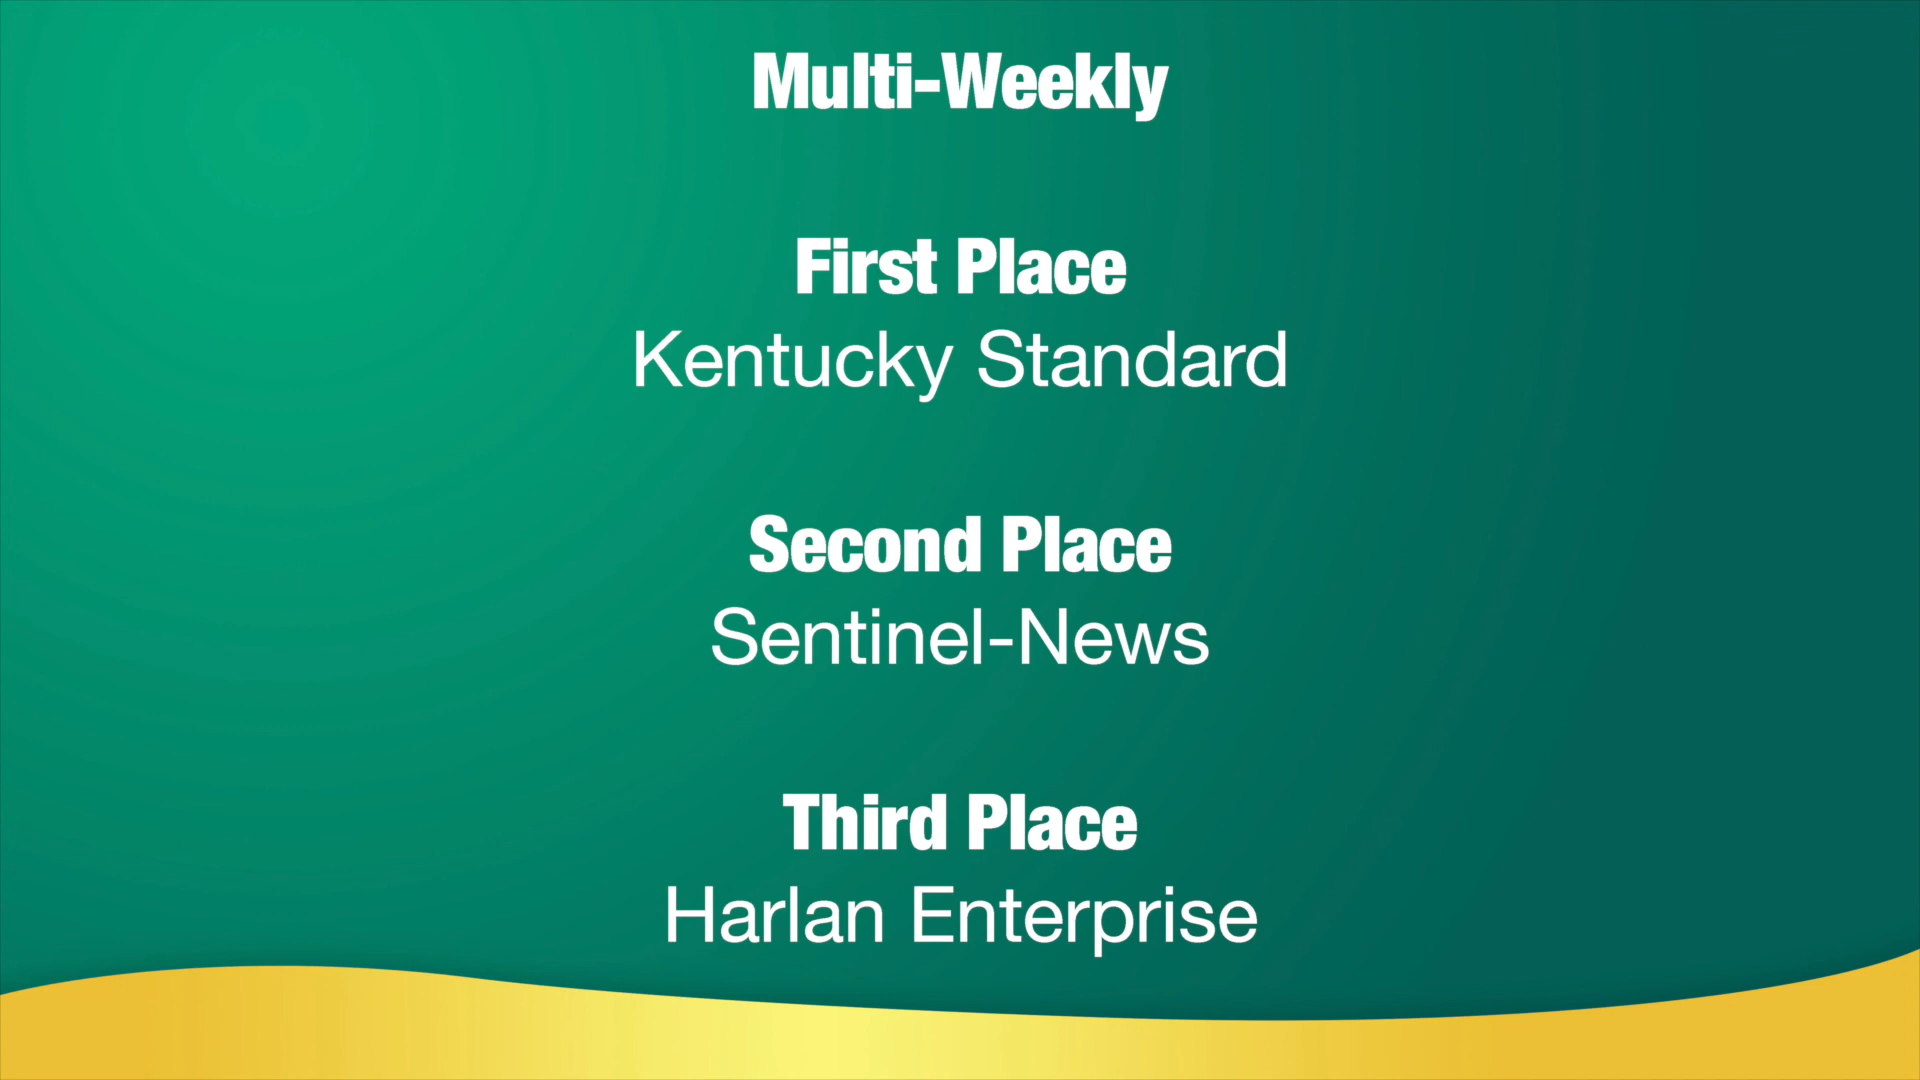 Multi-Weekly
First Place
Kentucky Standard
Second Place
Sentinel-News
Third Place
Harlan Enterprise